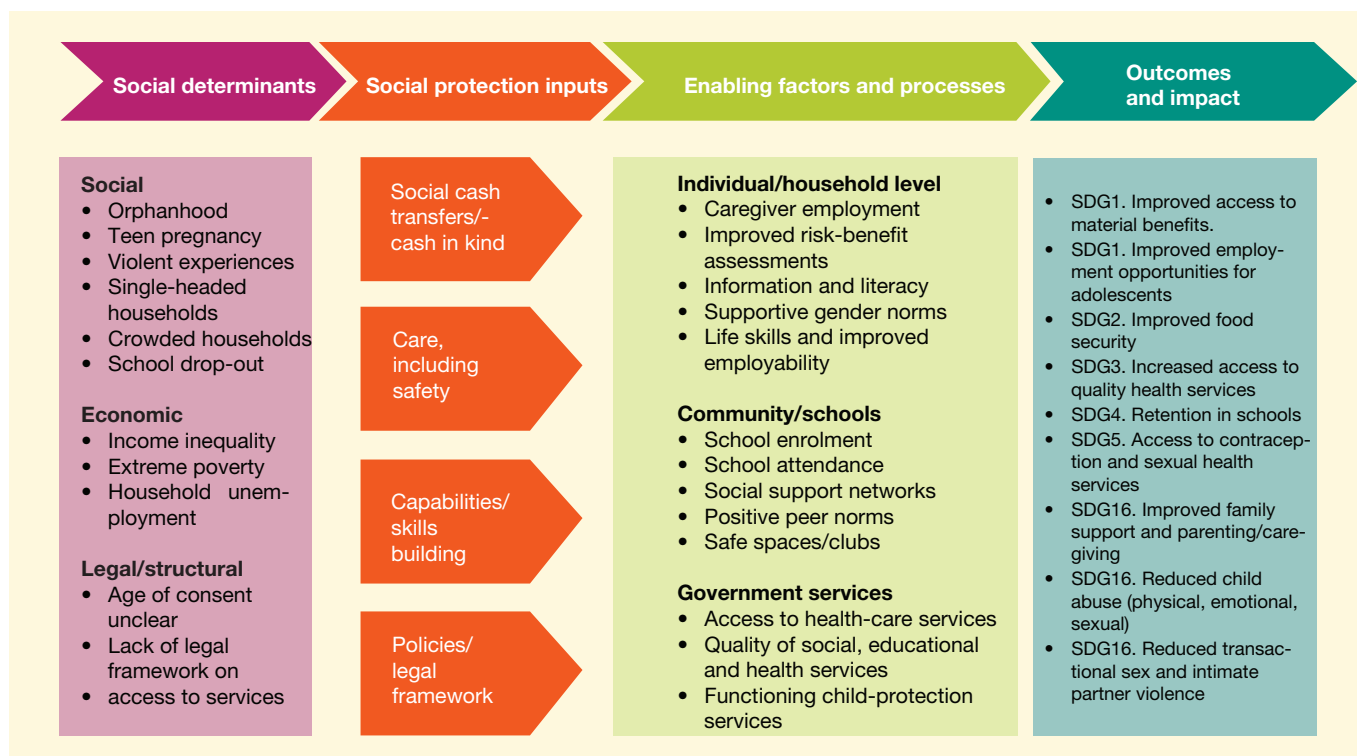 Social determinants
Social protection inputs
Enabling factors and processes
Outcomes
and impact
Social
• Orphanhood
• Teen pregnancy
• Violent experiences
• Single-headed
households
• Crowded households
• School drop-out
Economic
• Income inequality
• Extreme poverty
• Household unem-
ployment
Legal/structural
• Age of consent
unclear
• Lack of legal
framework on
• access to services
Social cash
transfers/-
cash in kind
Care,
including
safety
Capabilities/
skills
building
Policies/
legal
framework
Individual/household level
• Caregiver employment
• Improved risk-benefit
assessments
• Information and literacy
• Supportive gender norms
• Life skills and improved
employability
Community/schools
• School enrolment
• School attendance
• Social support networks
• Positive peer norms
• Safe spaces/clubs
Government services
• Access to health-care services
• Quality of social, educational
and health services
• Functioning child-protection
services
• SDG1. Improved access to
material benefits.
• SDG1. Improved employ-
ment opportunities for
adolescents
• SDG2. Improved food
security
• SDG3. Increased access to
quality health services
• SDG4. Retention in schools
• SDG5. Access to contracep-
tion and sexual health
services
• SDG16. Improved family
support and parenting/care-
giving
• SDG16. Reduced child
abuse (physical, emotional,
sexual)
• SDG16. Reduced transac-
tional sex and intimate
partner violence